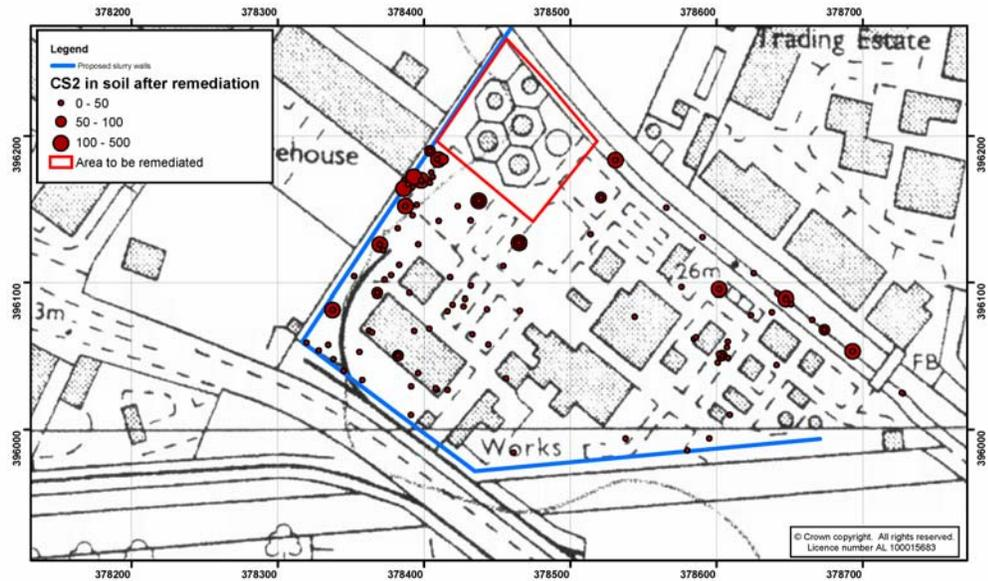 378200 378300 378400 378500 378600 378700
Legend
Proposed slurry walls
CS2 in soil after remediation
0 - 50
50 - 100
100 - 500
Area to be remediated
Trading Estate
ehouse
396200
396200
26m
396100
396100
3m
FB
Works
396000
396000
© Crown copyright. All rights reserved.
Licence number AL 100015683
378200 378300 378400 378500 378600 378700